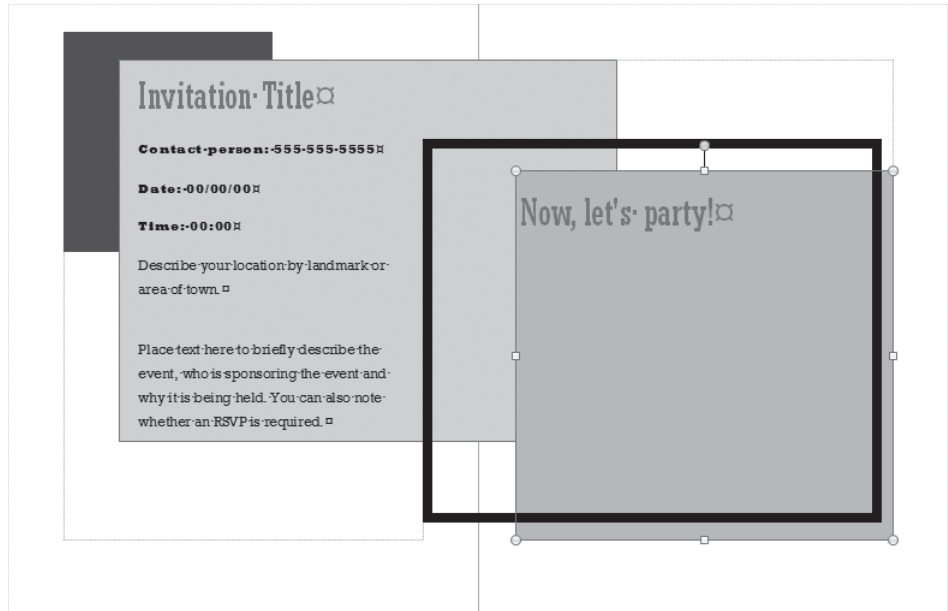 Invitation· Title¤
Contact·person:·555-555-5555¤
Date:·00/00/00¤
Time:·00:00¤
Describe·your·location·by·landmark·or·
area·of·town.¤
Place·text·here·to·briefly·describe·the·
event,·who·is·sponsoring·the·event·and·
why·it·is·being·held.·You·can·also·note·
whether·an·RSVP·is·required.¤
Now, let's· party!¤